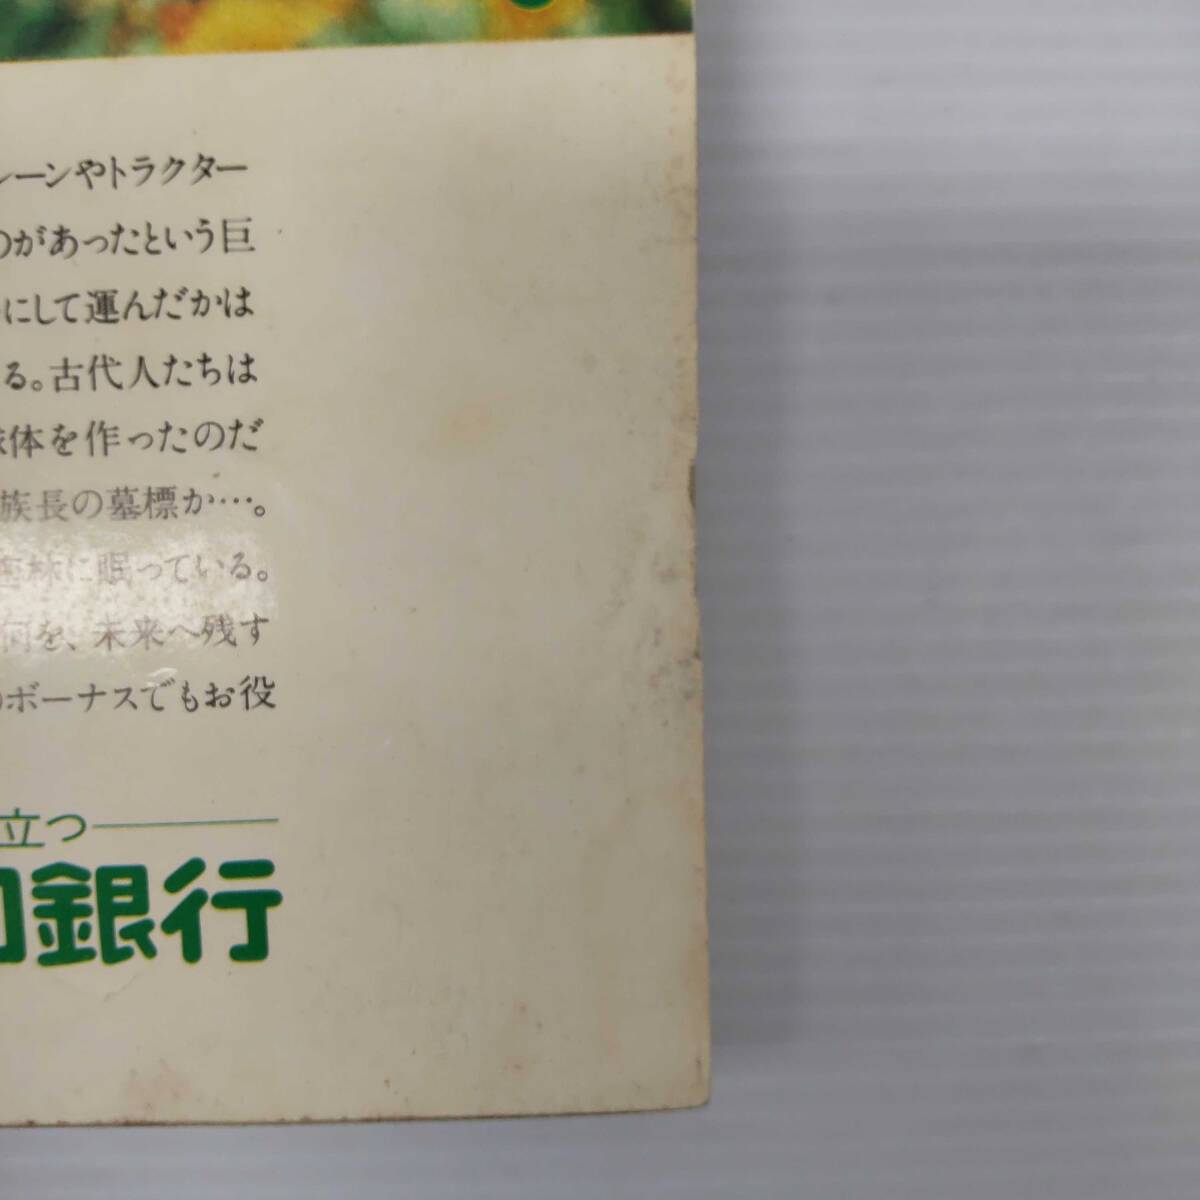 レーンやトラクター
のがあったという巨
にして運んだかは
る。古代人たちは
球体を作ったのだ
族長の墓標か…。
密林に眠っている。
何を、未来へ残す
のボーナスでもお役
立つ
銀行